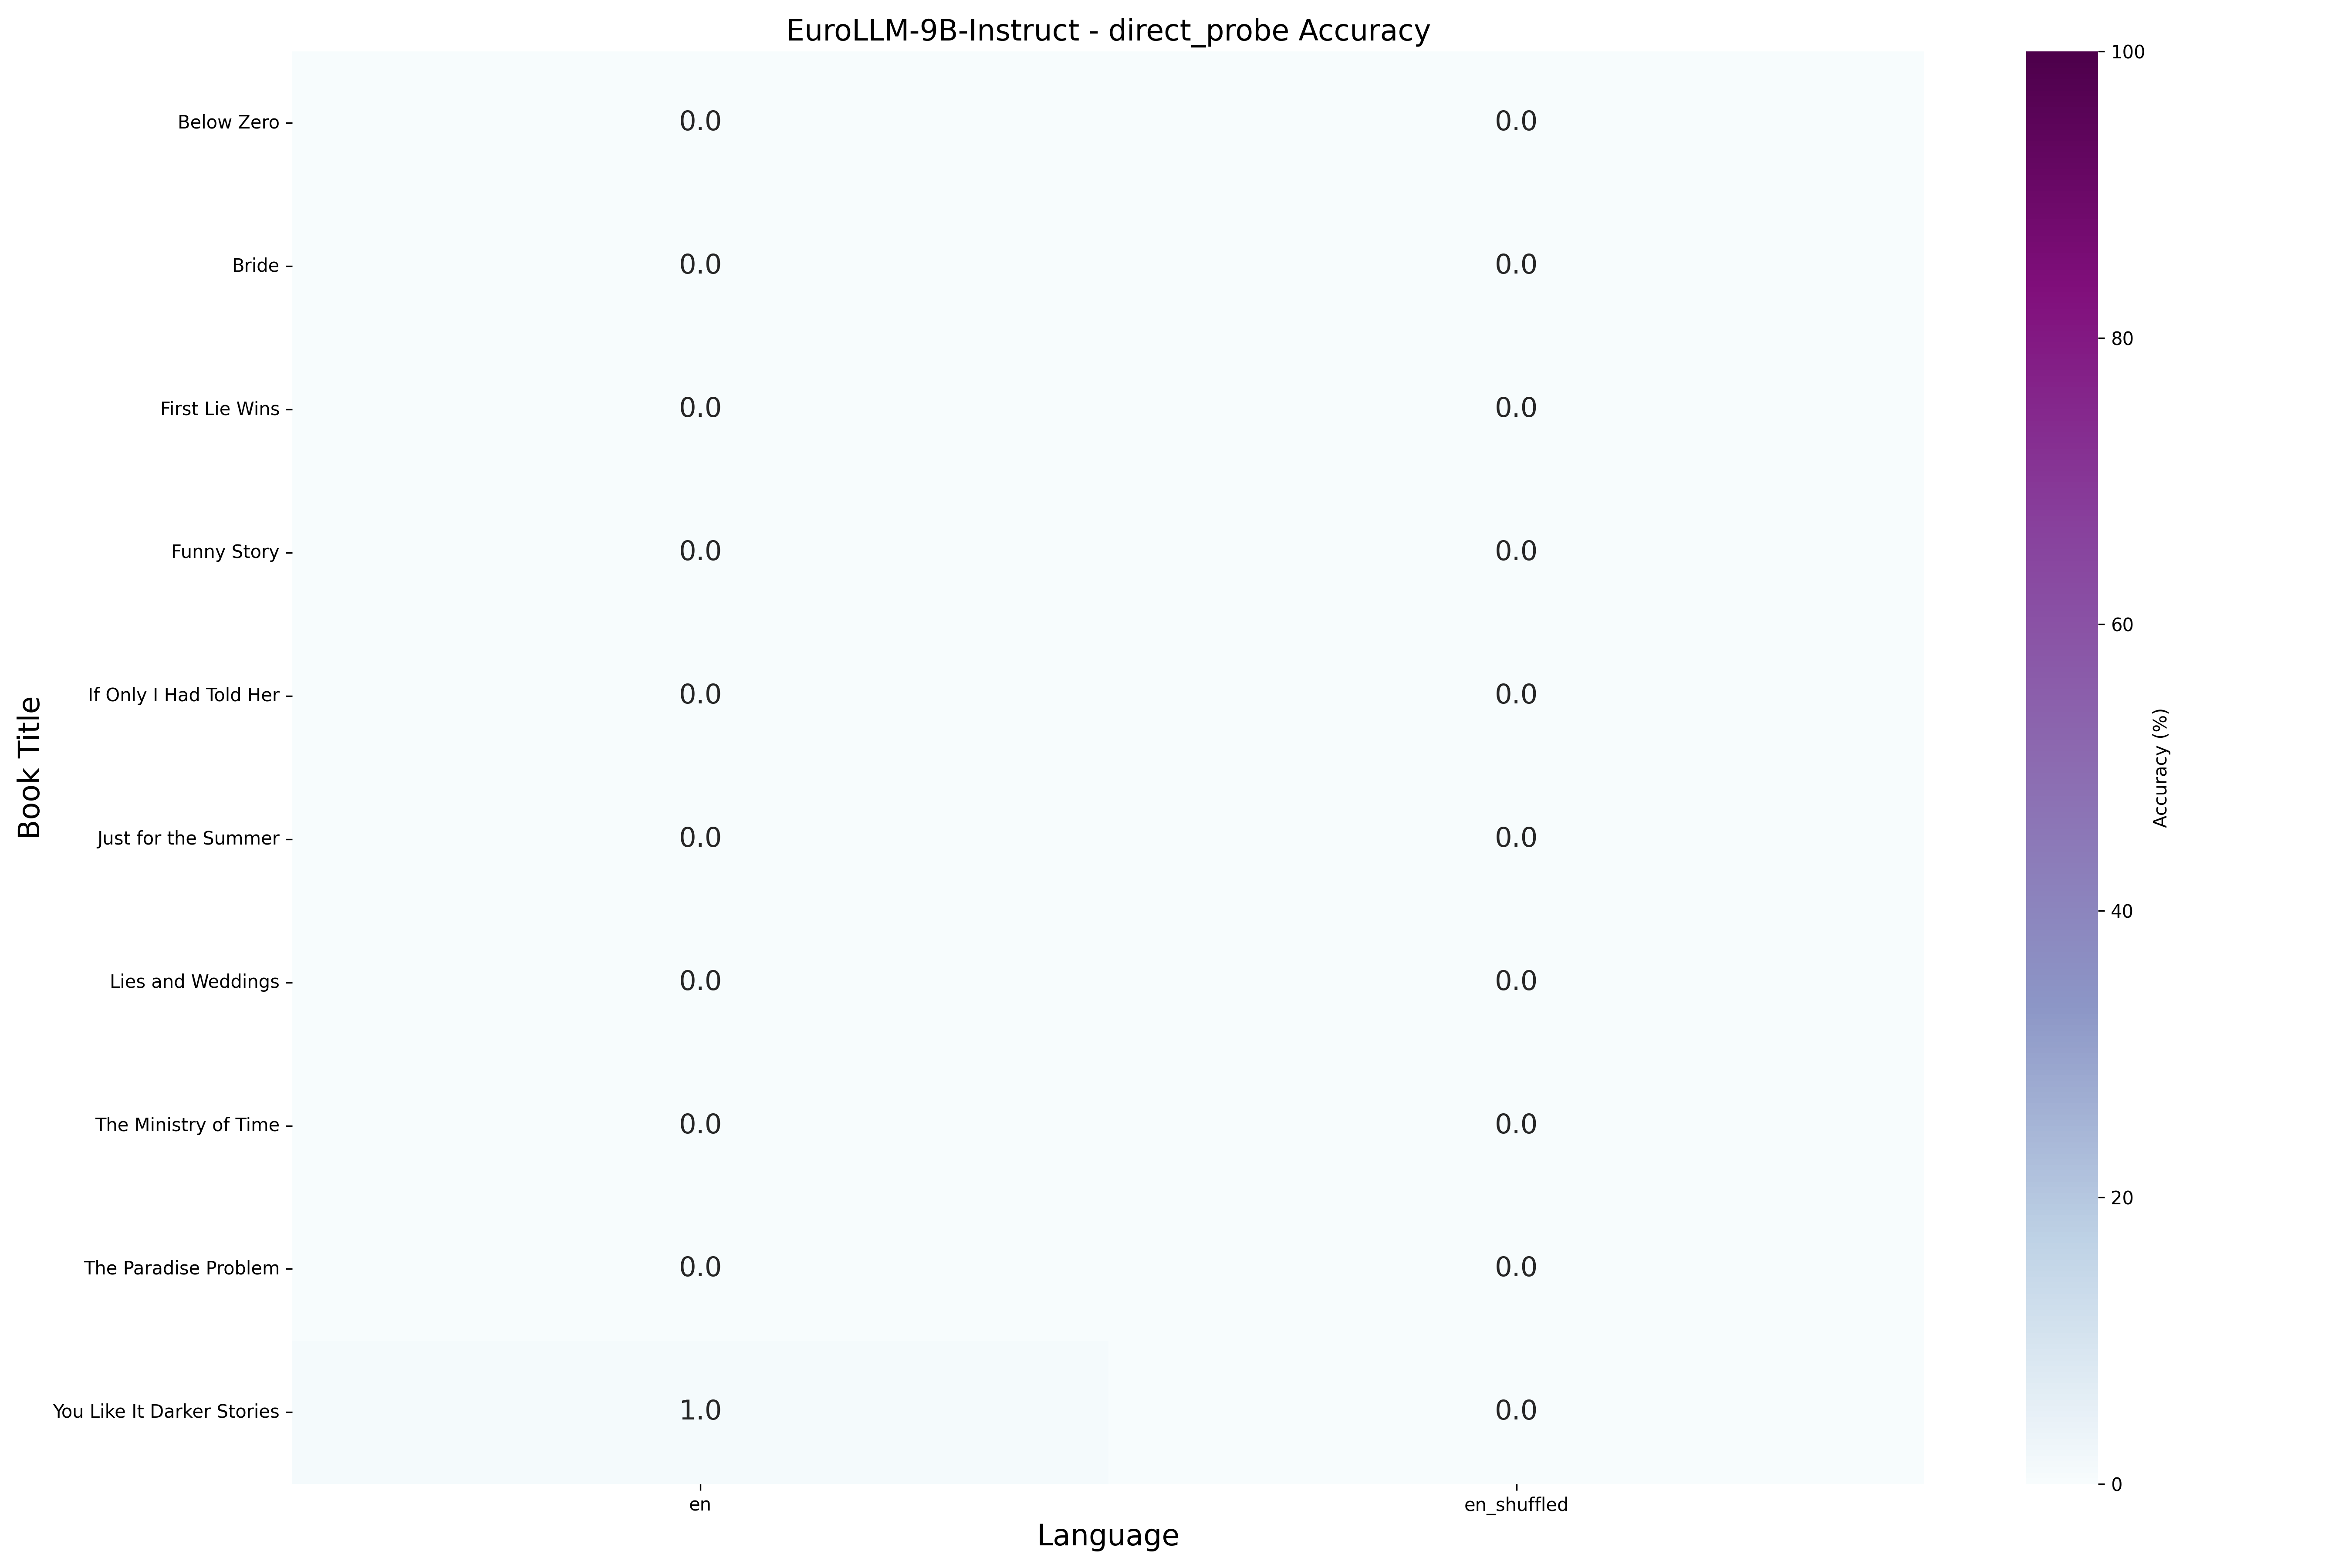 EuroLLM-9B-Instruct - direct_probe Accuracy
Book Title
Below Zero 0.0 0.0
Bride 0.0 0.0
First Lie Wins 0.0 0.0
Funny Story 0.0 0.0
If Only I Had Told Her 0.0 0.0
Just for the Summer 0.0 0.0
Lies and Weddings 0.0 0.0
The Ministry of Time 0.0 0.0
The Paradise Problem 0.0 0.0
You Like It Darker Stories 1.0 0.0
en en_shuffled
Language
100
80
60
40
20
0
Accuracy (%)